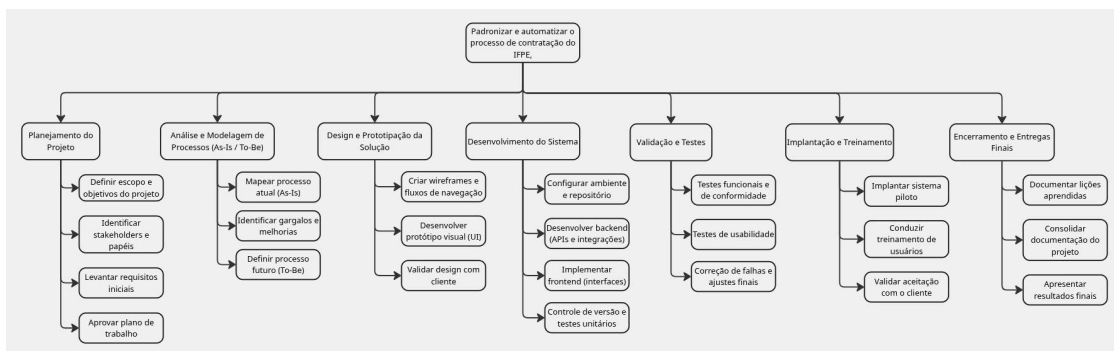 Padronizar e automatizar o
processo de contratação do
IFPE,
Planejamento do
Projeto
Definir escopo e
objetivos do projeto
Identificar
stakeholders e
papéis
Levantar requisitos
iniciais
Aprovar plano de
trabalho
Análise e Modelagem de
Processos (As-Is / To-Be)
Mapear processo
atual (As-Is)
Identificar gargalos e
melhorias
Definir processo
futuro (To-Be)
Design e Prototipação da
Solução
Criar wireframes e
fluxos de navegação
Desenvolver
protótipo visual (UI)
Validar design com
cliente
Desenvolvimento do Sistema
Configurar ambiente
e repositório
Desenvolver backend
(APIs e integrações)
Implementar
frontend (interfaces)
Controle de versão e
testes unitários
Validação e Testes
Testes funcionais e
de conformidade
Testes de usabilidade
Correção de falhas e
ajustes finais
Implantação e Treinamento
Implantar sistema
piloto
Conduzir
treinamento de
usuários
Validar aceitação
com o cliente
Encerramento e Entregas
Finais
Documentar lições
aprendidas
Consolidar
documentação do
projeto
Apresentar
resultados finais